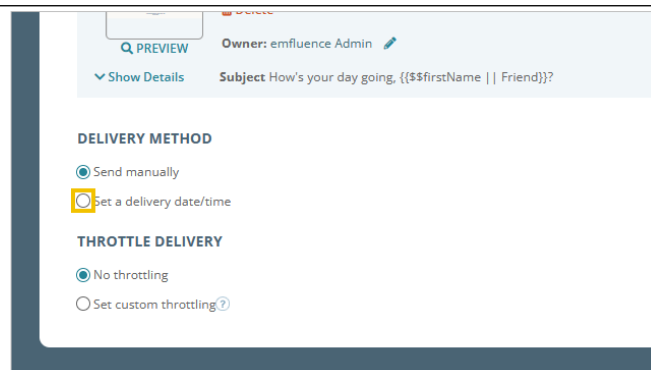 Delete
PREVIEW
Owner: emfluence Admin
Show Details
Subject How's your day going, {{$$firstName || Friend}}?
DELIVERY METHOD
Send manually
Set a delivery date/time
THROTTLE DELIVERY
No throttling
Set custom throttling ?